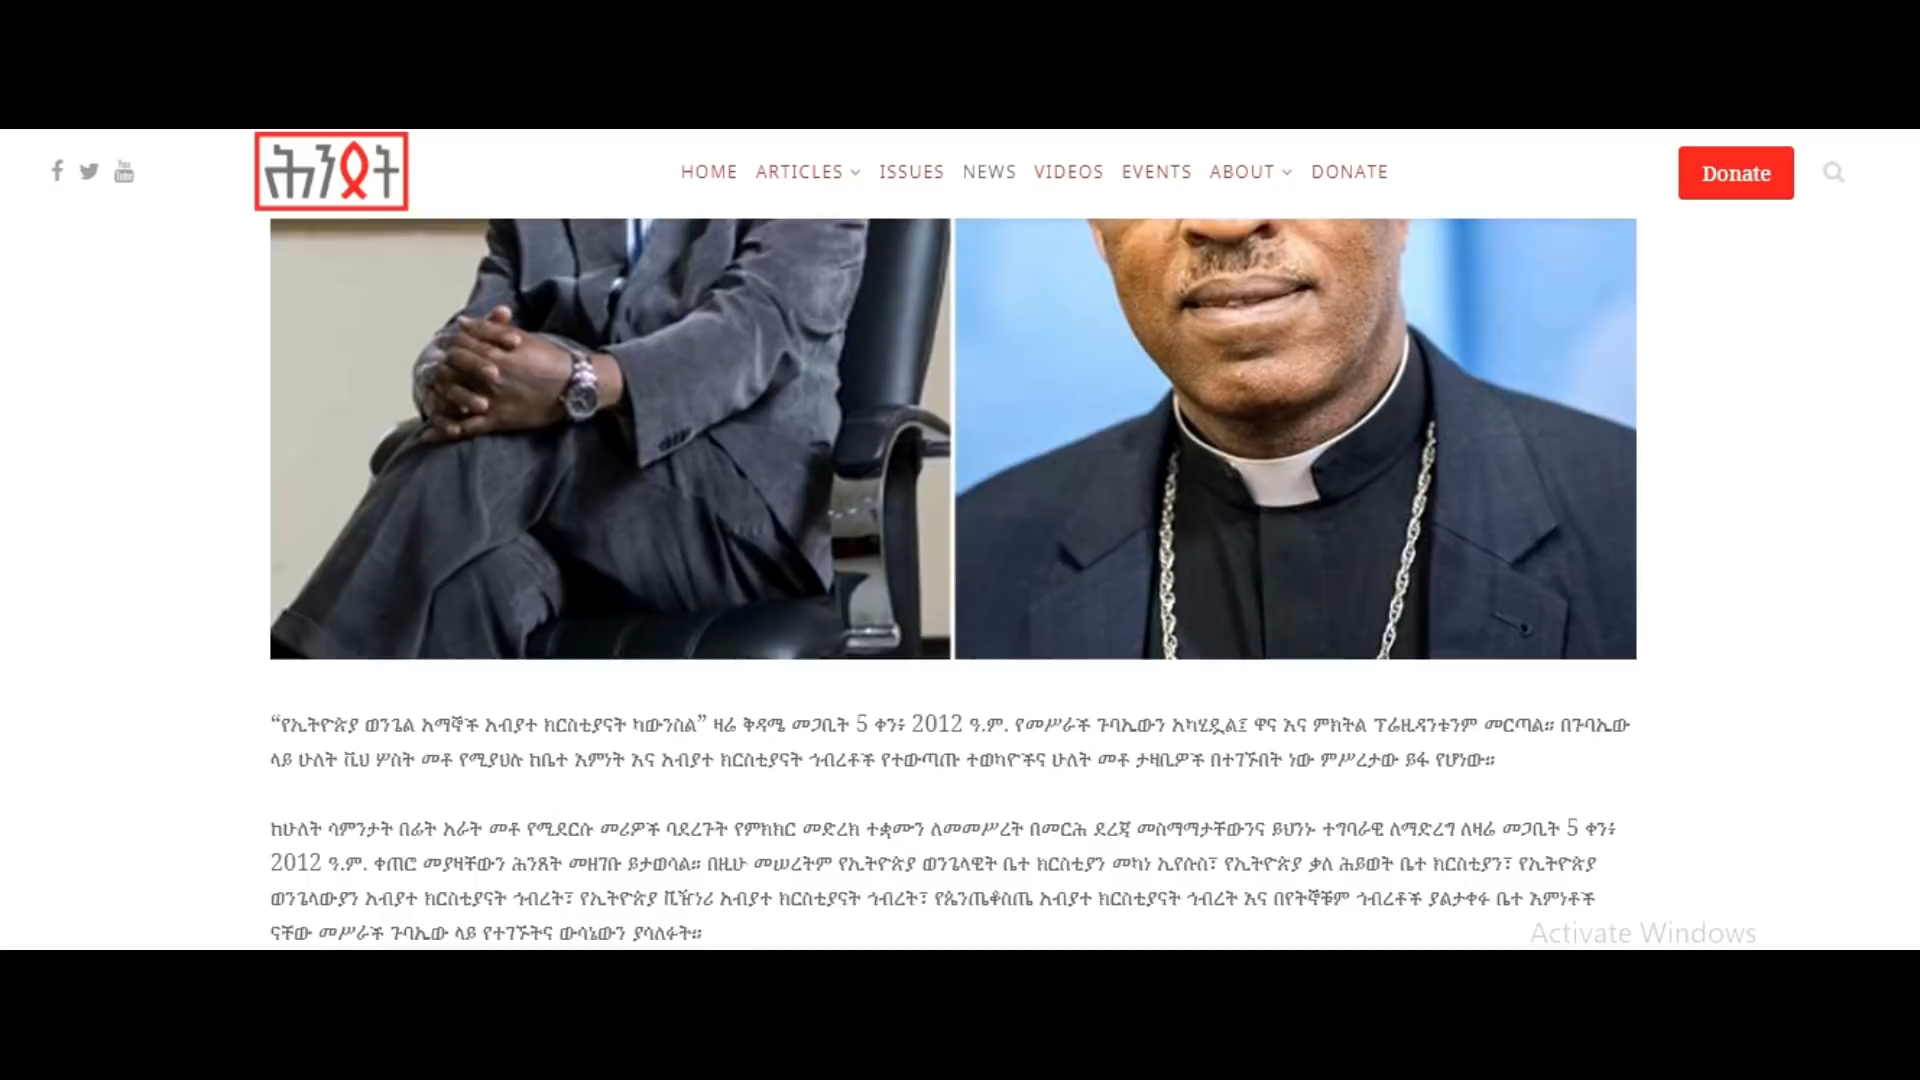 You Tube
ሕንፀት
HOME ARTICLES ISSUES NEWS VIDEOS EVENTS ABOUT DONATE
Donate
“የኢትዮጵያ ወንጌል አማኞች አብያተ ክርስቲያናት ካውንስል” ዛሬ ቅዳሜ መጋቢት 5 ቀን፥ 2012 ዓ.ም. የመሥራች ጉባኤውን አካሂዷል፤ ዋና እና ምክትል ፕሬዚዳንቱንም መርጧል። በጉባኤው
ላይ ሁለት ሺህ ሦስት መቶ የሚያህሉ ከቤተ እምነት እና አብያተ ክርስቲያናት ኅብረቶች የተውጣጡ ተወካዮችና ሁለት መቶ ታዛቢዎች በተገኙበት ነው ምሥረታው ይፋ የሆነው።
ከሁለት ሳምንታት በፊት አራት መቶ የሚደርሱ መሪዎች ባደረጉት የምክክር መድረክ ተቋሙን ለመመሥረት በመርሕ ደረጃ መስማማታቸውንና ይህንኑ ተግባራዊ ለማድረግ ለዛሬ መጋቢት 5 ቀን፥
2012 ዓ.ም. ቀጠሮ መያዛቸውን ሕንጸት መዘገቡ ይታወሳል። በዚሁ መሠረትም የኢትዮጵያ ወንጌላዊት ቤተ ክርስቲያን መካነ ኢየሱስ፣ የኢትዮጵያ ቃለ ሕይወት ቤተ ክርስቲያን፣ የኢትዮጵያ
ወንጌላውያን አብያተ ክርስቲያናት ኅብረት፣ የኢትዮጵያ ቪዥነሪ አብያተ ክርስቲያናት ኅብረት፣ የጴንጤቆስጤ አብያተ ክርስቲያናት ኅብረት እና በየትኞቹም ኅብረቶች ያልታቀፉ ቤተ እምነቶች
ናቸው መሥራች ጉባኤው ላይ የተገኙትና ውሳኔውን ያሳለፉት።
Activate Windows